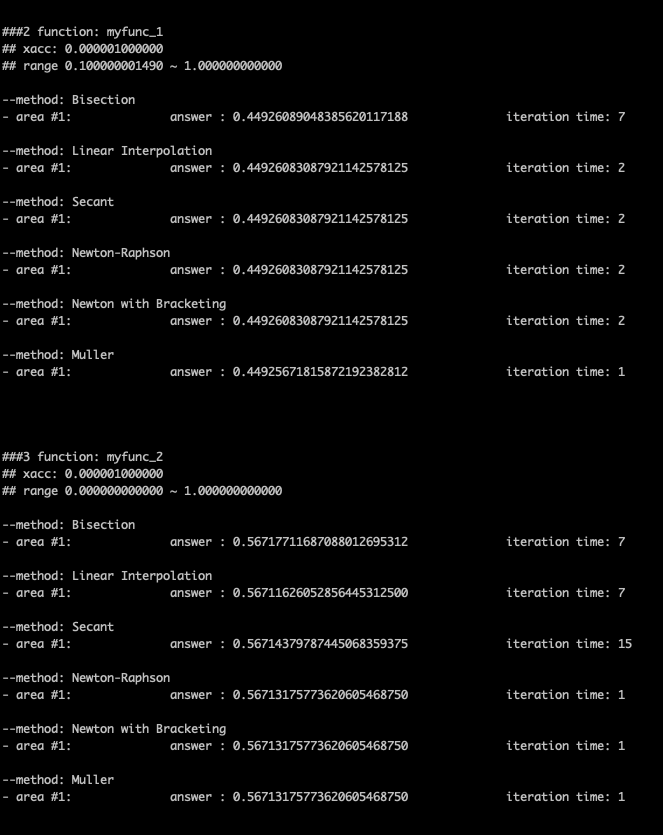 ###2 function: myfunc_1
## xacc: 0.000001000000
## range 0.100000001490 ~ 1.000000000000
--method: Bisection
- area #1: answer : 0.44926089048385620117188 iteration time: 7
--method: Linear Interpolation
- area #1: answer : 0.44926083087921142578125 iteration time: 2
--method: Secant
- area #1: answer : 0.44926083087921142578125 iteration time: 2
--method: Newton-Raphson
- area #1: answer : 0.44926083087921142578125 iteration time: 2
--method: Newton with Bracketing
- area #1: answer : 0.44926083087921142578125 iteration time: 2
--method: Muller
- area #1: answer : 0.44925671815872192382812 iteration time: 1
###3 function: myfunc_2
## xacc: 0.000001000000
## range 0.000000000000 ~ 1.000000000000
--method: Bisection
- area #1: answer : 0.56717711687088012695312 iteration time: 7
--method: Linear Interpolation
- area #1: answer : 0.56711626052856445312500 iteration time: 7
--method: Secant
- area #1: answer : 0.56714379787445068359375 iteration time: 15
--method: Newton-Raphson
- area #1: answer : 0.56713175773620605468750 iteration time: 1
--method: Newton with Bracketing
- area #1: answer : 0.56713175773620605468750 iteration time: 1
--method: Muller
- area #1: answer : 0.56713175773620605468750 iteration time: 1